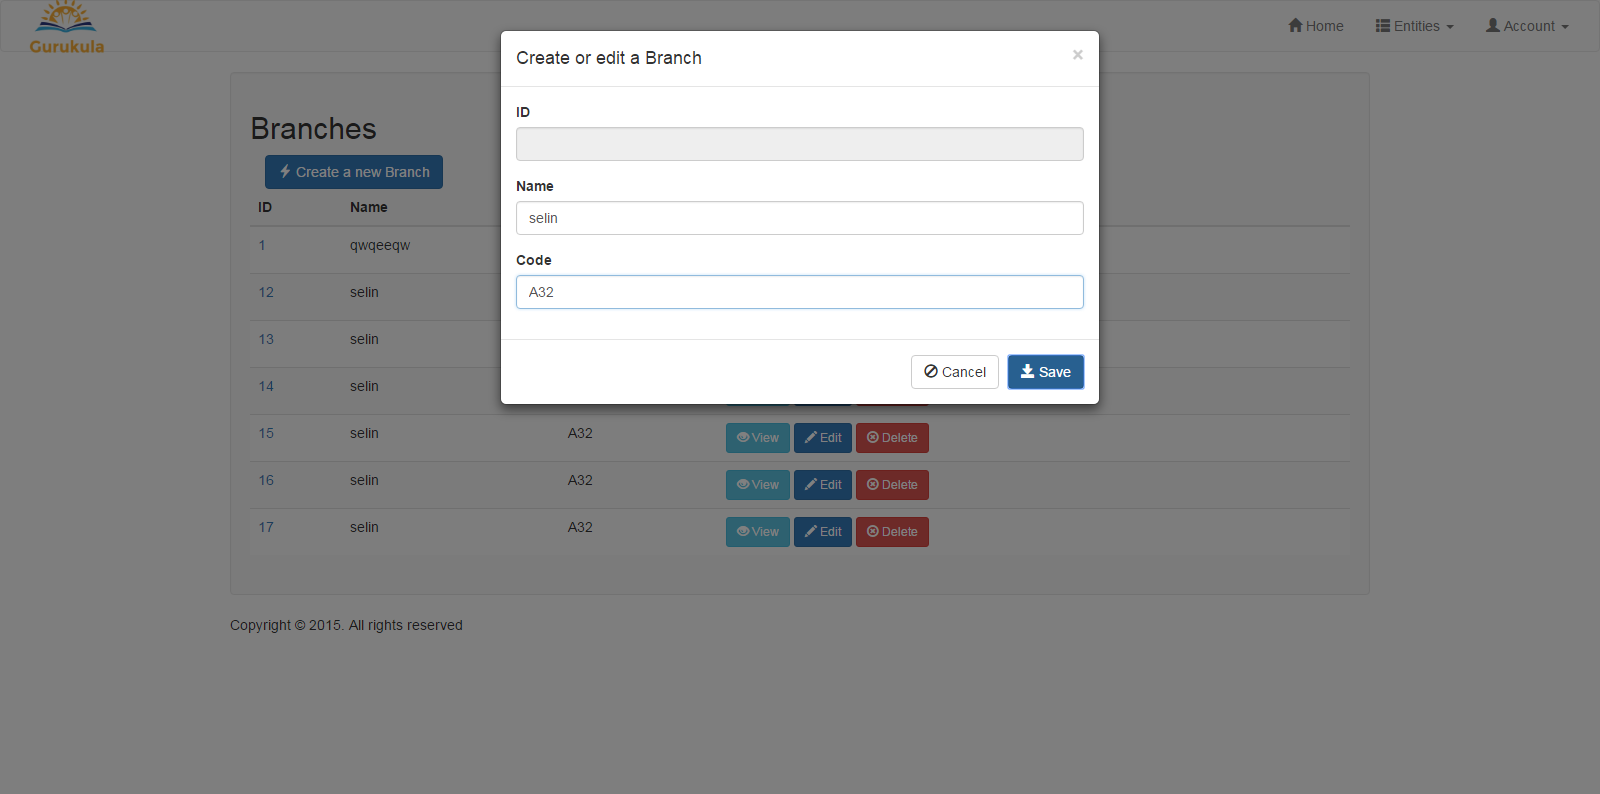 Gurukula
Home Entities Account
Create or edit a Branch ×
ID
Name
selin
Code
A32
Cancel Save
Branches
Create a new Branch
ID Name
1 qwqeeqw
12 selin
13 selin
14 selin
15 selin A32 View Edit Delete
16 selin A32 View Edit Delete
17 selin A32 View Edit Delete
Copyright © 2015. All rights reserved